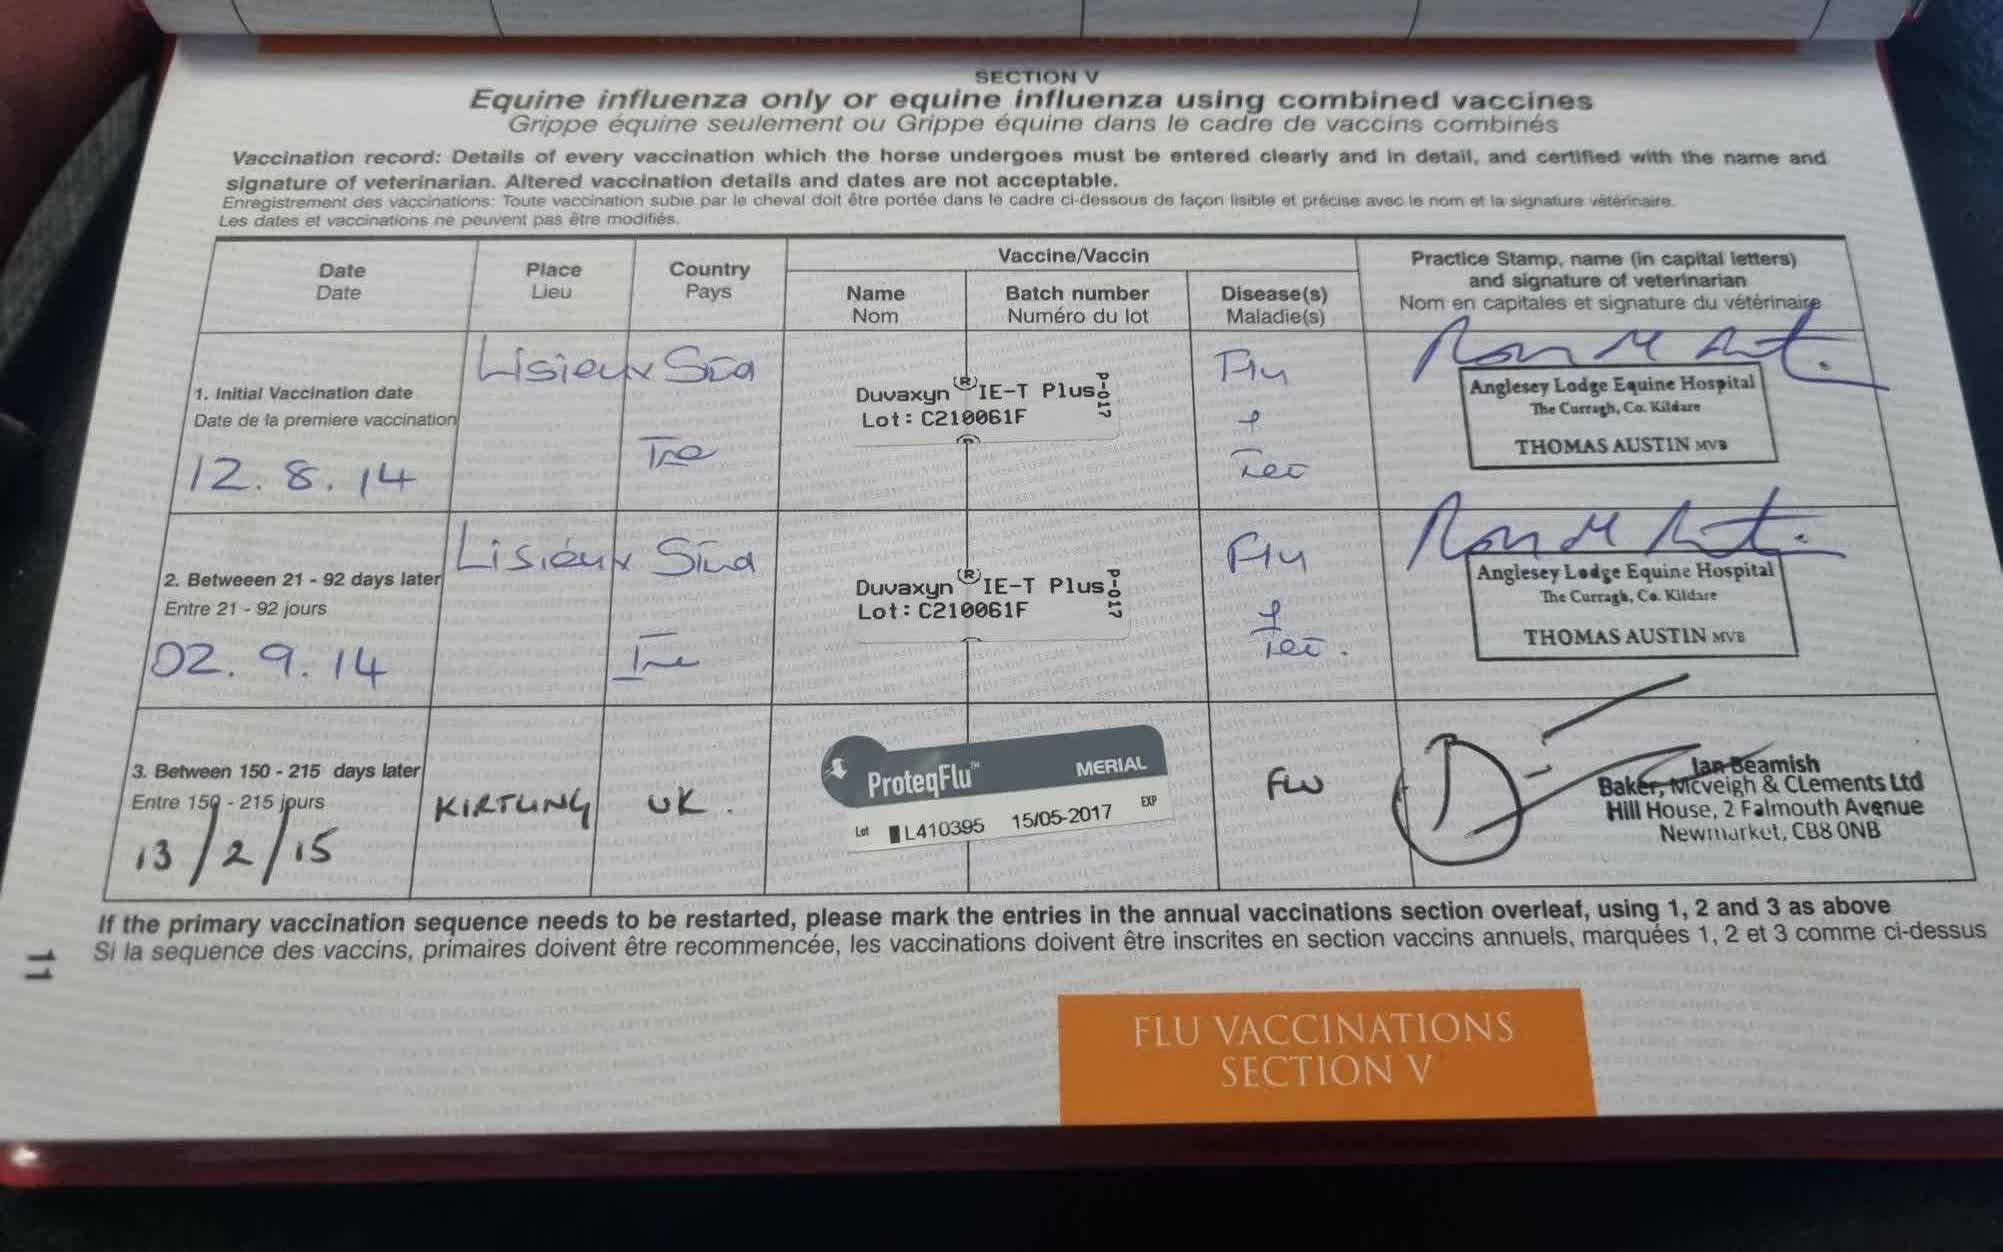 SECTION V
Equine influenza only or equine influenza using combined vaccines
Grippe équine seulement ou Grippe équine dans le cadre de vaccins combinés
Vaccination record: Details of every vaccination which the horse undergoes must be entered clearly and in detail, and certified with the name and
signature of veterinarian. Altered vaccination details and dates are not acceptable.
Enregistrement des vaccinations: Toute vaccination subie par le cheval doit être portée dans le cadre ci-dessous de façon lisible et précise avec le nom et la signature vétérinaire.
Les dates et vaccinations ne peuvent pas être modifiés.
Date
Date
Place
Lieu
Country
Pays
Vaccine/Vaccin
Name
Nom
Batch number
Numéro du lot
Disease(s)
Maladie(s)
Practice Stamp, name (in capital letters)
and signature of veterinarian
Nom en capitales et signature du vétérinaire
1. Initial Vaccination date
Date de la premiere vaccination
12.8.14
Lisieux Stud
Ire
Duvaxyn (R) IE-T Plus
Lot: C210061F
P-017
Flu
Tet
Anglesey Lodge Equine Hospital
The Curragh, Co. Kildare
THOMAS AUSTIN MVB
2. Betweeen 21 - 92 days later
Entre 21 - 92 jours
02.9.14
Lisieux Stud
Ire
Duvaxyn (R) IE-T Plus
Lot: C210061F
P-017
Flu
Tet.
Anglesey Lodge Equine Hospital
The Curragh, Co. Kildare
THOMAS AUSTIN MVB
3. Between 150 - 215 days later
Entre 150 - 215 jours
13/2/15
KIRTLING
UK.
ProteqFlu™ MERIAL
Lot L410395 15/05-2017 EXP
FLU
Ian Beamish
Baker, Mcveigh & CLements Ltd
Hill House, 2 Falmouth Avenue
Newmarket, CB8 0NB
If the primary vaccination sequence needs to be restarted, please mark the entries in the annual vaccinations section overleaf, using 1, 2 and 3 as above
Si la sequence des vaccins, primaires doivent être recommencée, les vaccinations doivent être inscrites en section vaccins annuels, marquées 1, 2 et 3 comme ci-dessus
11
FLU VACCINATIONS
SECTION V